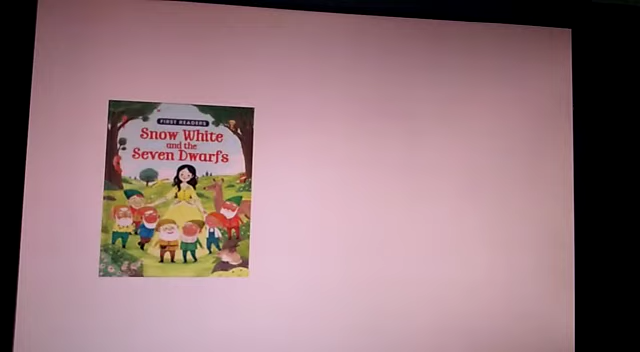 FIRST READERS
Snow White
and the
Seven Dwarfs